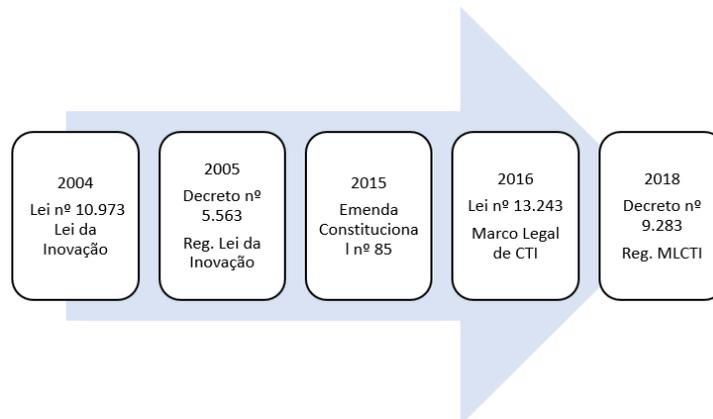 2004
Lei nº 10.973
Lei da
Inovação
2005
Decreto nº
5.563
Reg. Lei da
Inovação
2015
Emenda
Constituciona
l nº 85
2016
Lei nº 13.243
Marco Legal
de CTI
2018
Decreto nº
9.283
Reg. MLCTI